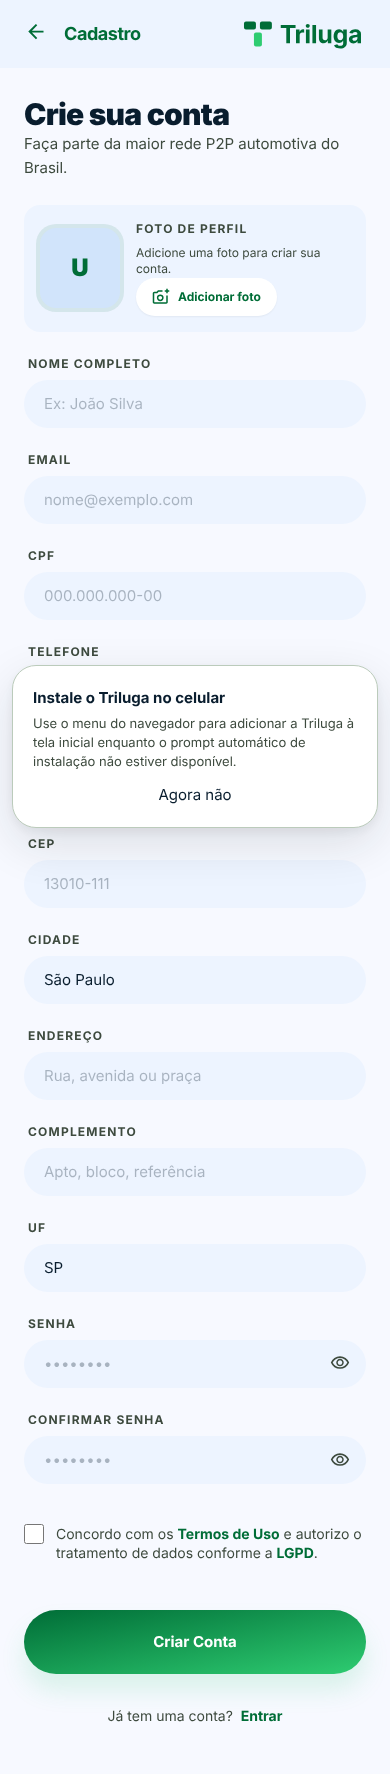 Cadastro
Triluga
Crie sua conta
Faça parte da maior rede P2P automotiva do
Brasil.
U
FOTO DE PERFIL
Adicione uma foto para criar sua
conta.
Adicionar foto
NOME COMPLETO
Ex: João Silva
EMAIL
nome@exemplo.com
CPF
000.000.000-00
TELEFONE
Instale o Triluga no celular
Use o menu do navegador para adicionar a Triluga à
tela inicial enquanto o prompt automático de
instalação não estiver disponível.
Agora não
CEP
13010-111
CIDADE
São Paulo
ENDEREÇO
Rua, avenida ou praça
COMPLEMENTO
Apto, bloco, referência
UF
SP
SENHA
••••••••
CONFIRMAR SENHA
••••••••
Concordo com os Termos de Uso e autorizo o
tratamento de dados conforme a LGPD.
Criar Conta
Já tem uma conta? Entrar